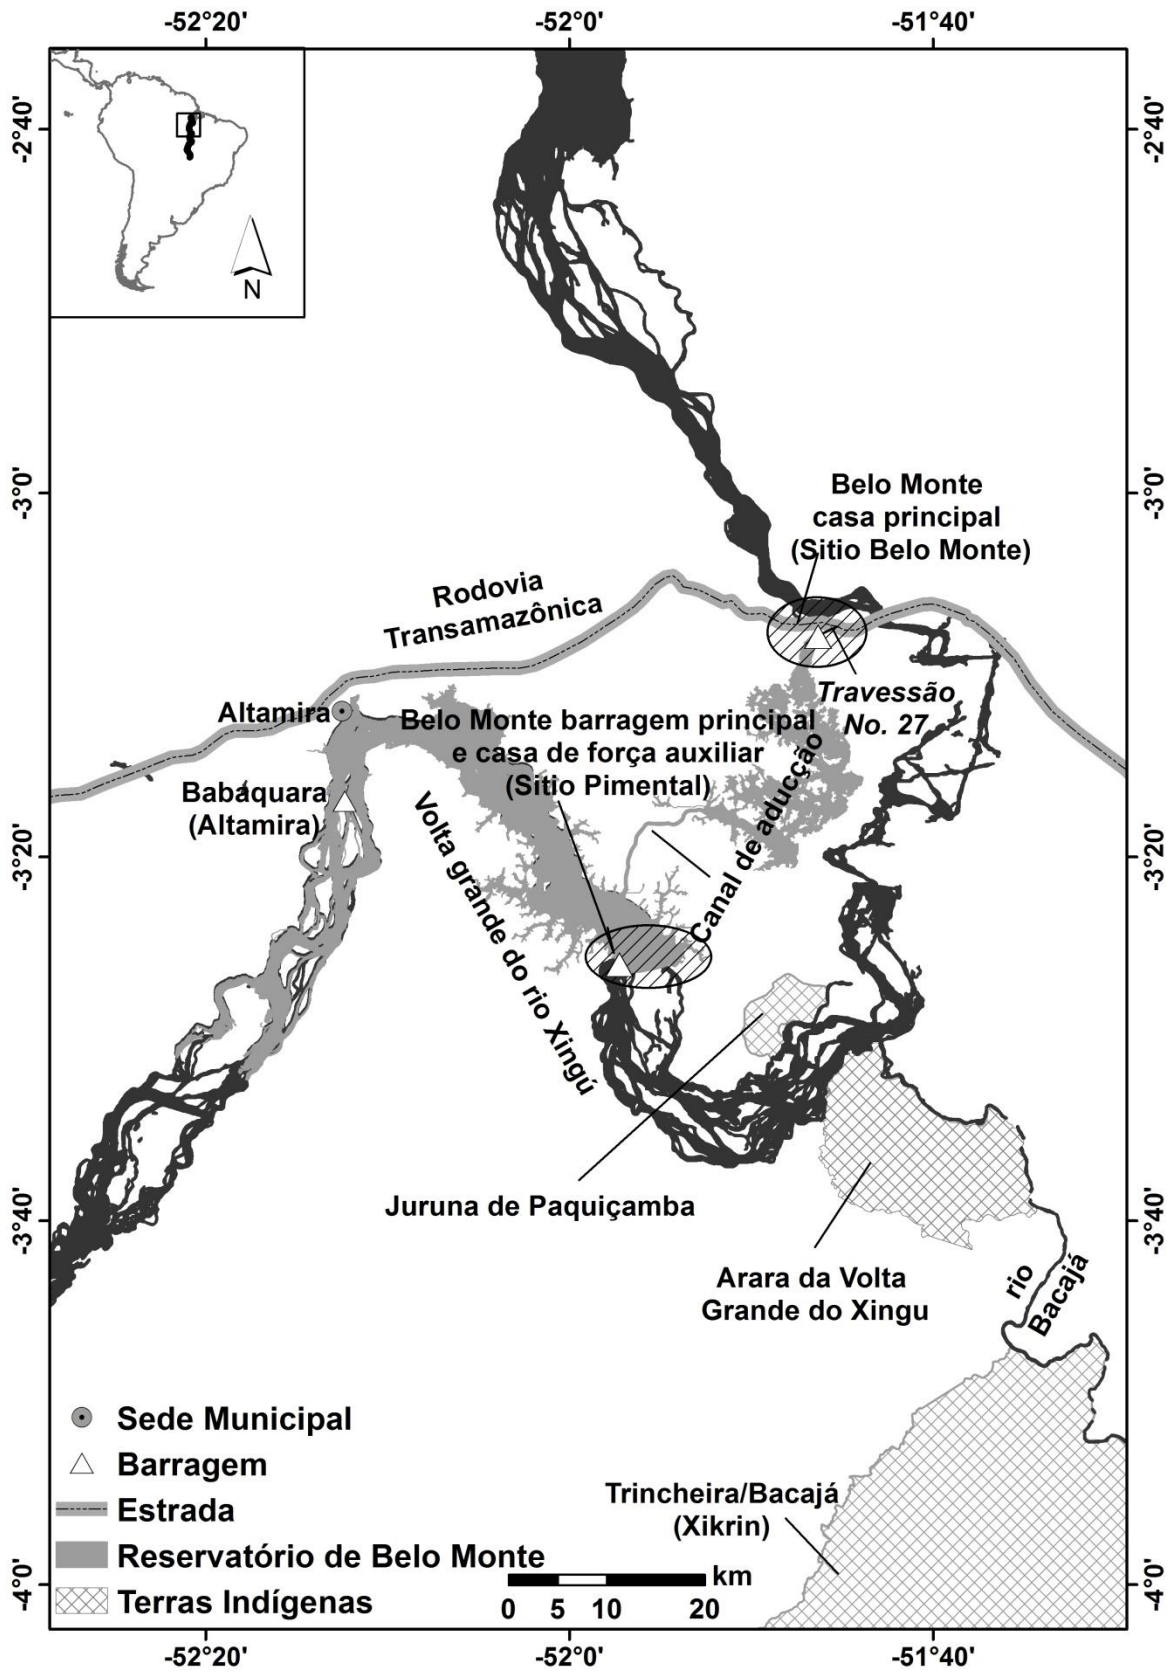 -52°20'
-52°0'
-51°40'
-2°40'
-2°40'
N
-3°0'
-3°0'
Belo Monte
casa principal
(Sitio Belo Monte)
Rodovia
Transamazônica
Travessão
No. 27
Altamira
Belo Monte barragem principal
e casa de força auxiliar
(Sitio Pimental)
Babaquara
(Altamira)
Volta grande do rio Xingú
Canal de aducção
-3°20'
-3°20'
Juruna de Paquiçamba
-3°40'
-3°40'
Arara da Volta
Grande do Xingu
rio
Bacajá
Sede Municipal
Barragem
Estrada
Reservatório de Belo Monte
Terras Indígenas
Trincheira/Bacajá
(Xikrin)
km
0 5 10 20
-4°0'
-4°0'
-52°20'
-52°0'
-51°40'